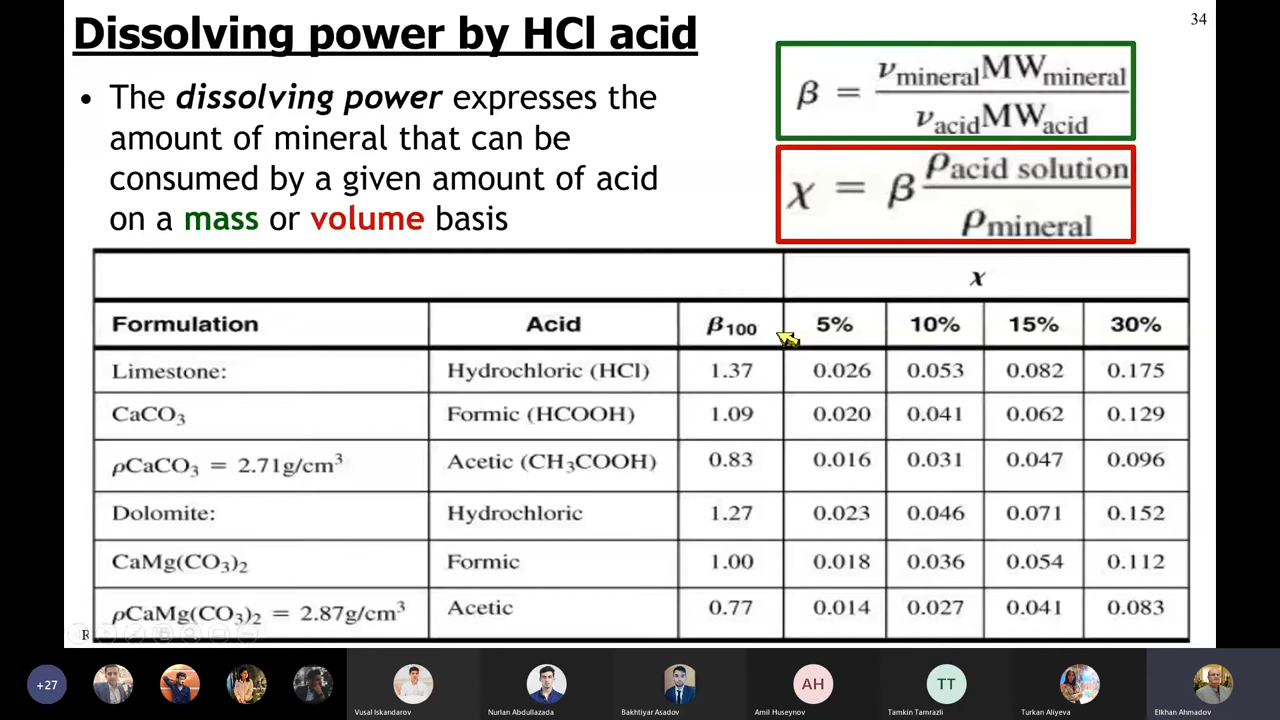 Dissolving power by HCl acid
34
• The dissolving power expresses the
amount of mineral that can be
consumed by a given amount of acid
on a mass or volume basis
β = ν_mineral MW_mineral / ν_acid MW_acid
χ = β ρ_acid solution / ρ_mineral
χ
Formulation Acid β100 5% 10% 15% 30%
Limestone: Hydrochloric (HCl) 1.37 0.026 0.053 0.082 0.175
CaCO3 Formic (HCOOH) 1.09 0.020 0.041 0.062 0.129
ρCaCO3 = 2.71g/cm3 Acetic (CH3COOH) 0.83 0.016 0.031 0.047 0.096
Dolomite: Hydrochloric 1.27 0.023 0.046 0.071 0.152
CaMg(CO3)2 Formic 1.00 0.018 0.036 0.054 0.112
ρCaMg(CO3)2 = 2.87g/cm3 Acetic 0.77 0.014 0.027 0.041 0.083
R
+27 AH TT
Vusal Iskandarov Nurlan Abdullazada Bakhtiyar Asadov Amil Huseynov Tamkin Tamrazli Turkan Aliyeva Elkhan Ahmadov